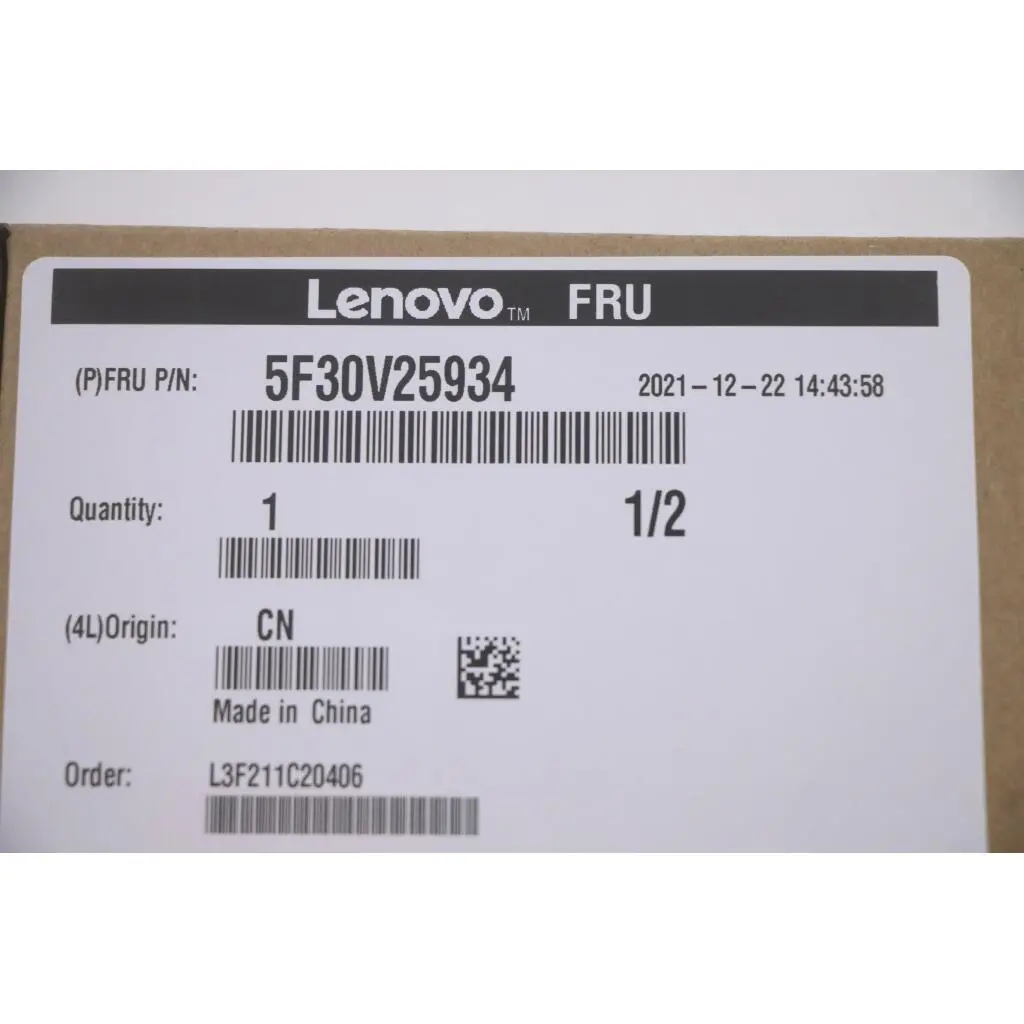 Lenovo™ FRU
(P)FRU P/N: 5F30V25934 2021-12-22 14:43:58
Quantity: 1 1/2
(4L)Origin: CN
Made in China
Order: L3F211C20406